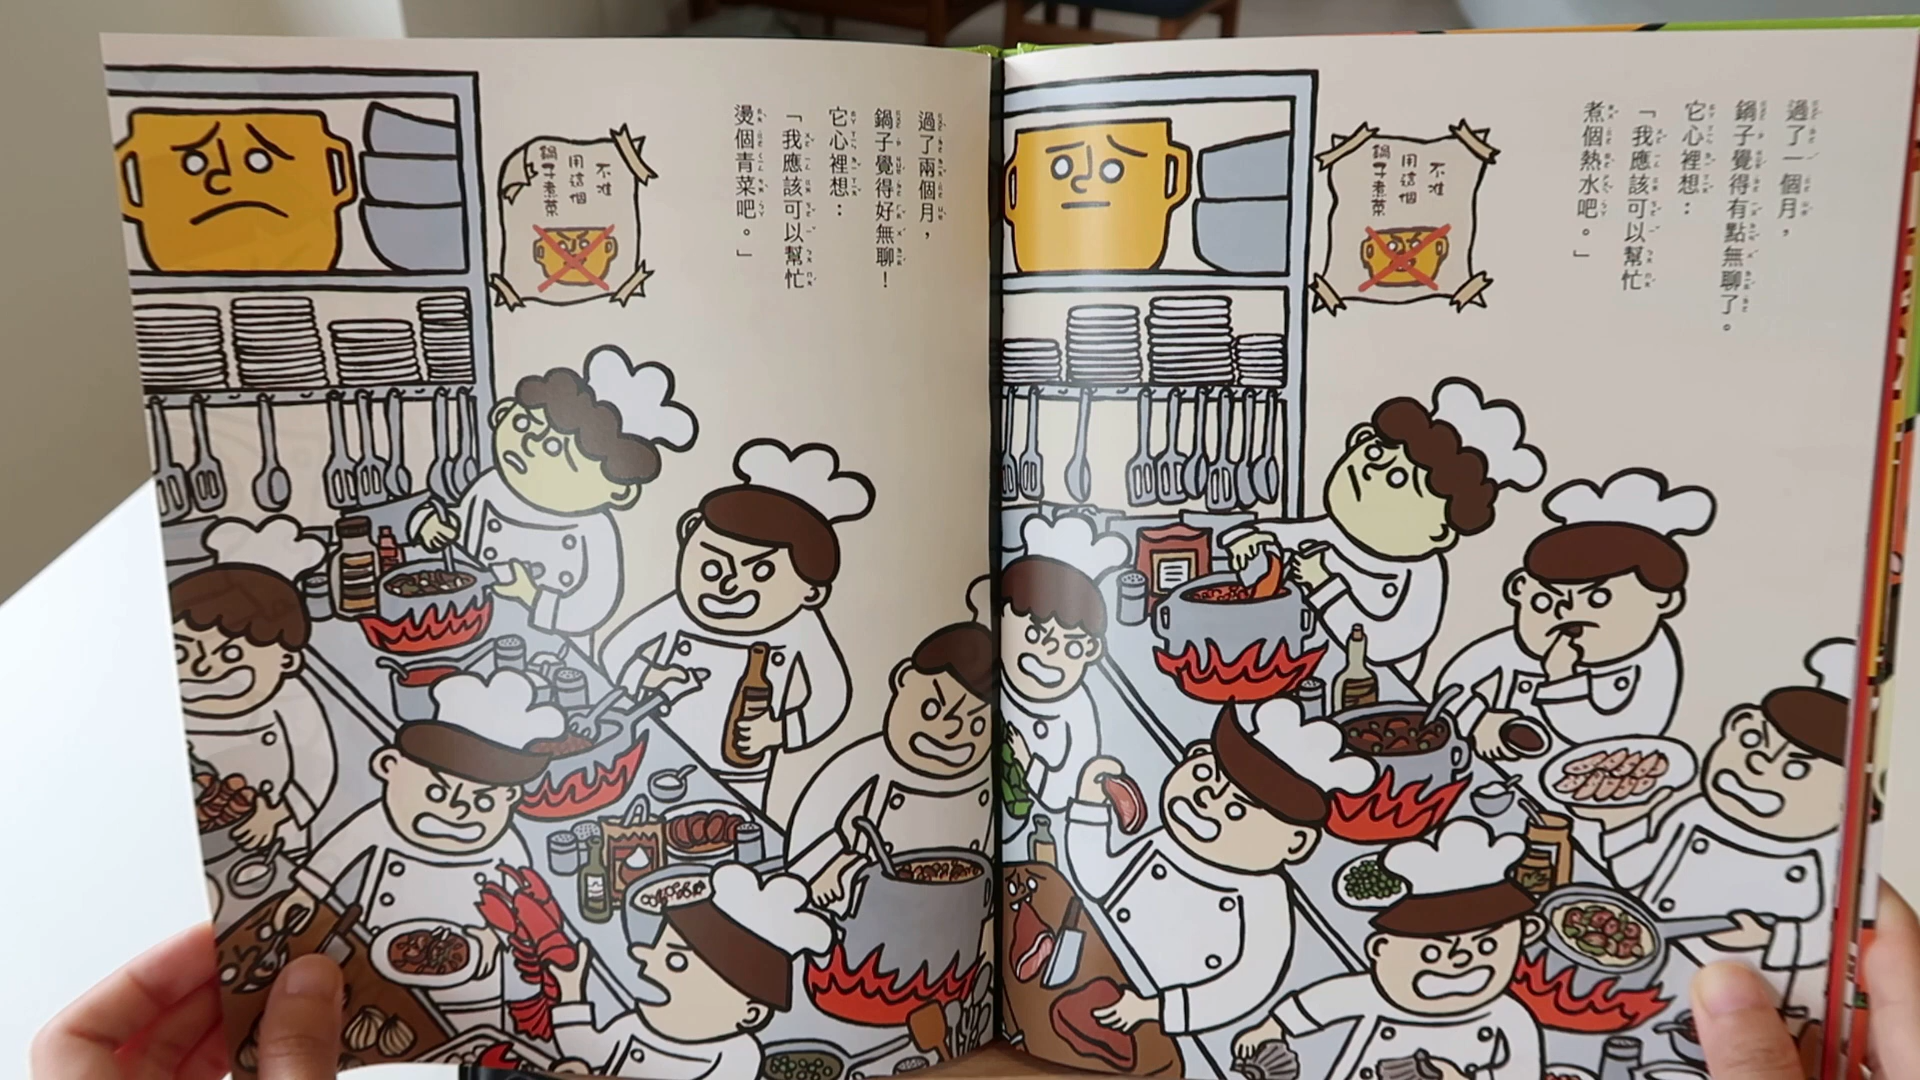 過了一個月，
鍋子覺得有點無聊了。
它心裡想：
「我應該可以幫忙
煮個熱水吧。」
不准
用這個
鍋子煮菜
過了兩個月，
鍋子覺得好無聊！
它心裡想：
「我應該可以幫忙
燙個青菜吧。」
不准
用這個
鍋子煮菜